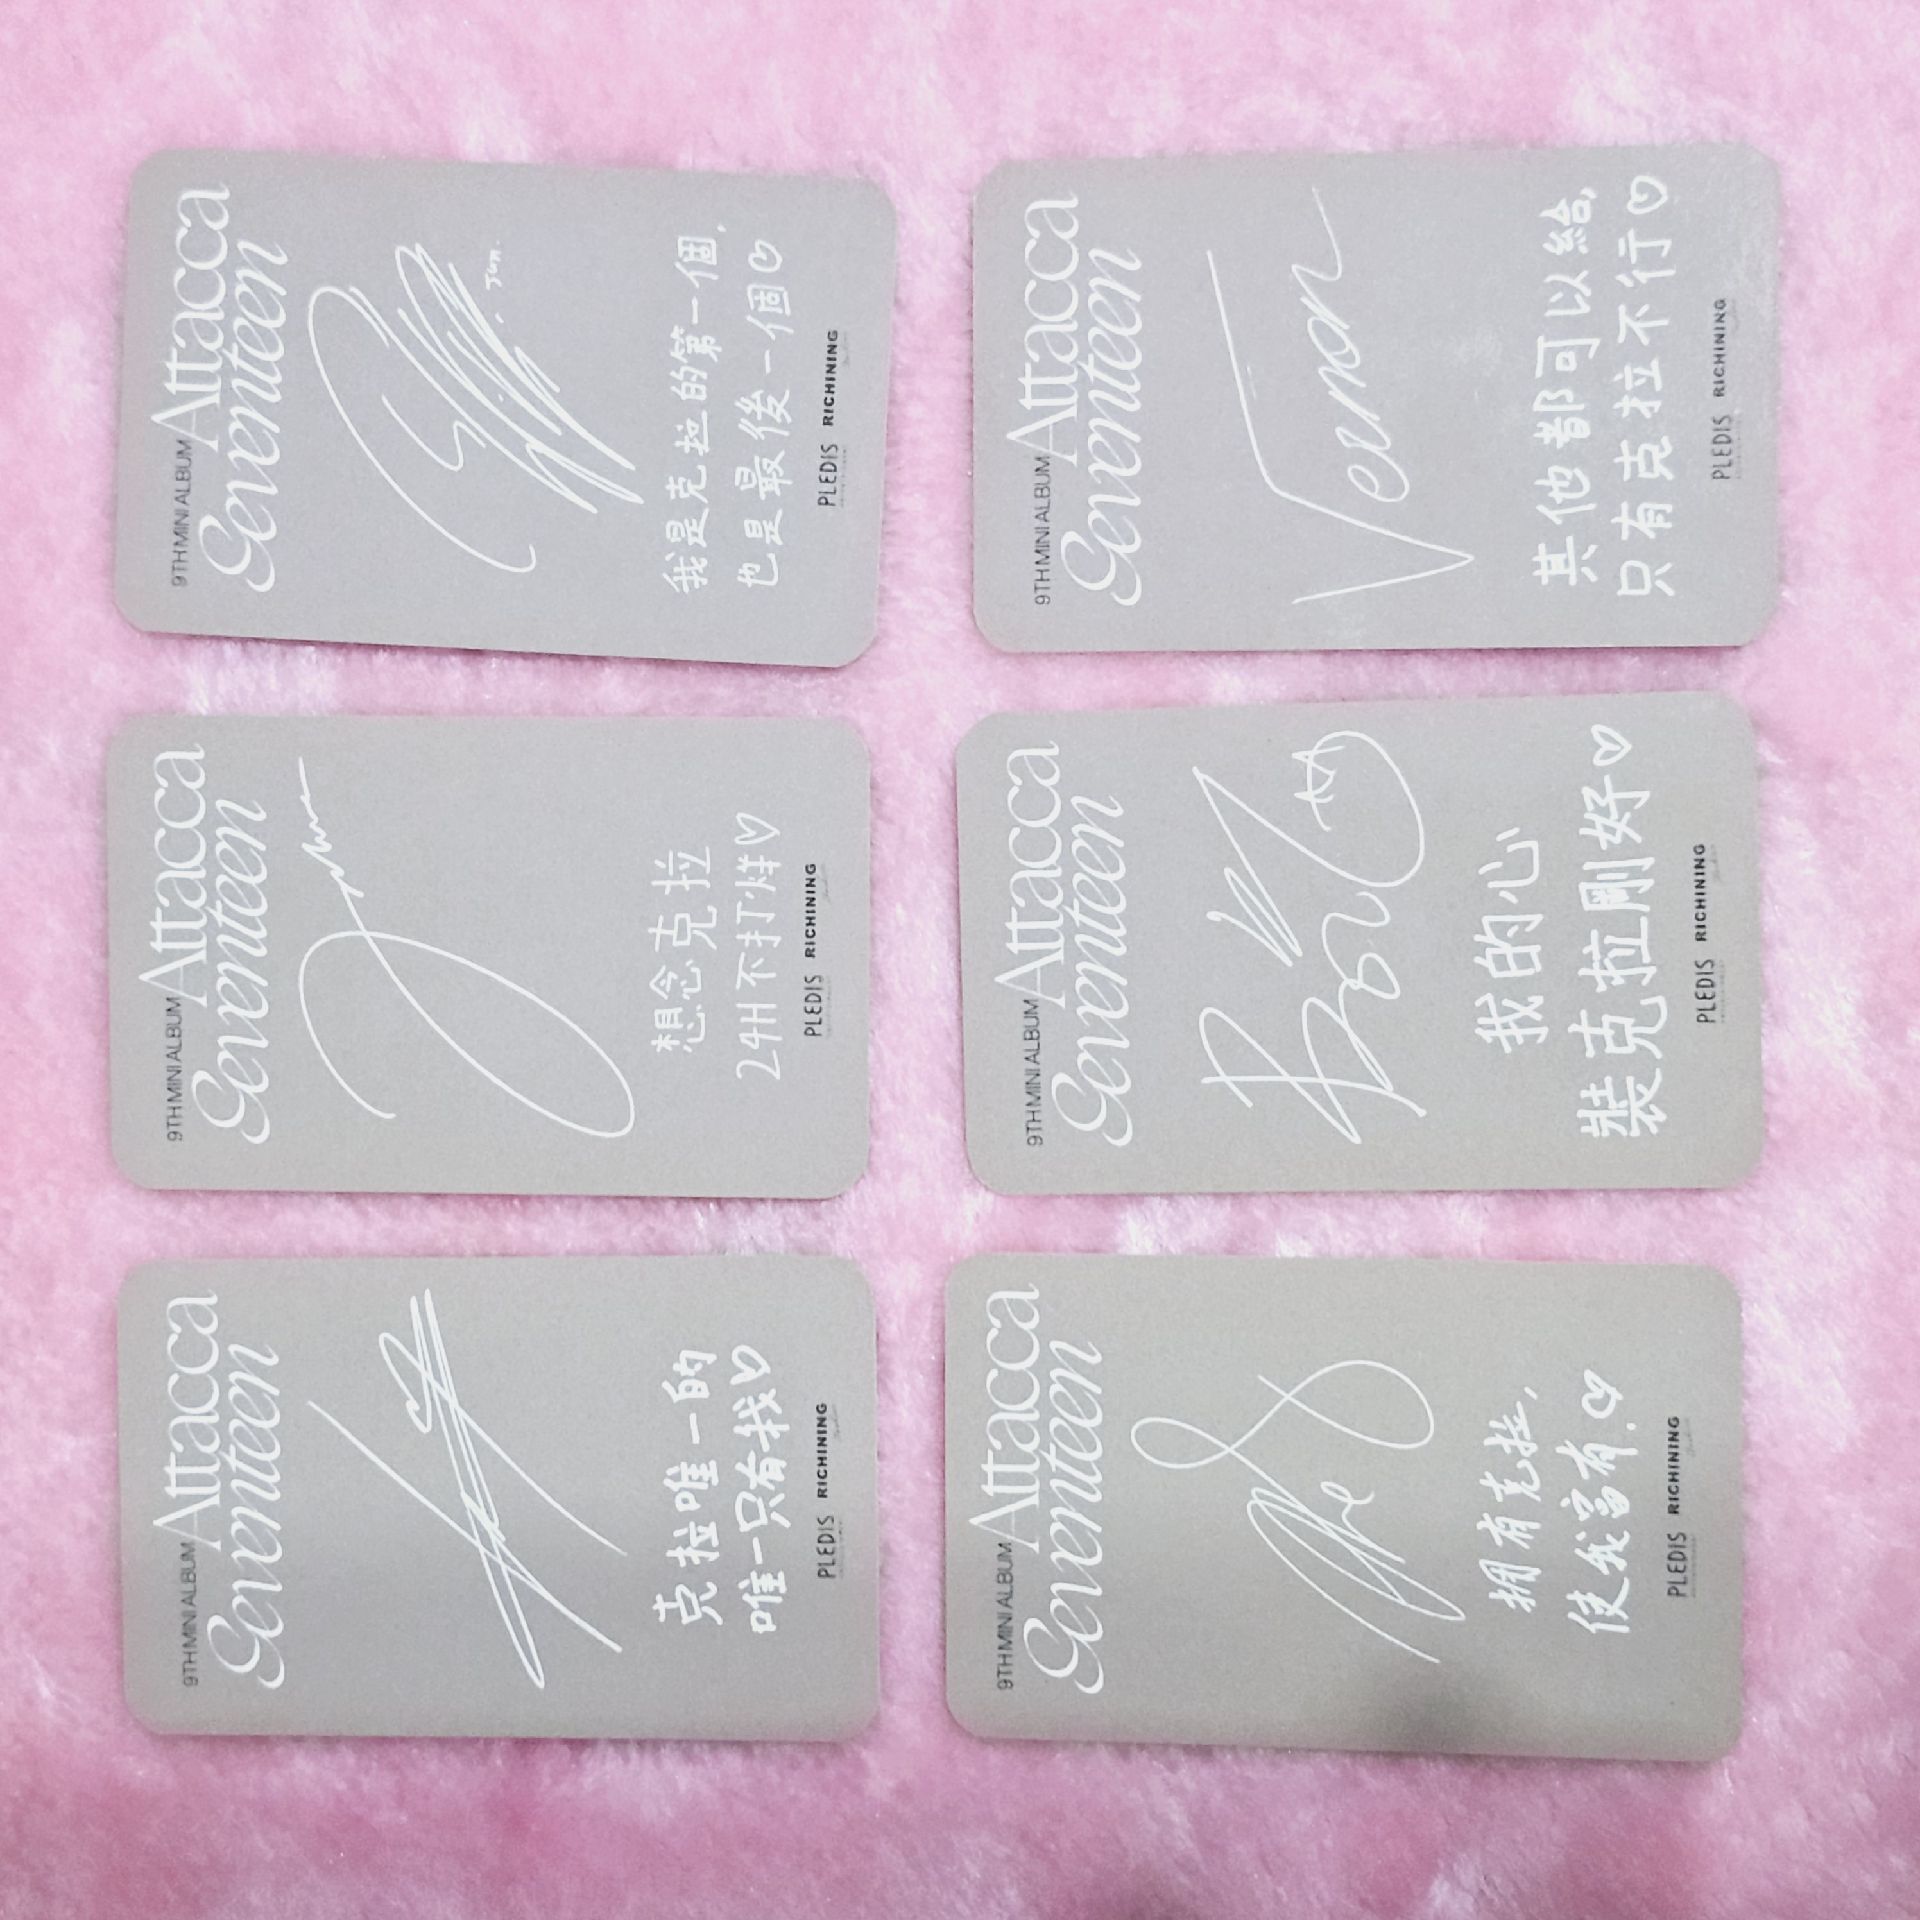 9TH MINI ALBUM Attacca
Seventeen
Jun.
我是克拉的第一個,
也是最後一個♡
PLEDIS RICHINING
9TH MINI ALBUM Attacca
Seventeen
Vernon
其他都可以給,
只有克拉不行♡
PLEDIS RICHINING
9TH MINI ALBUM Attacca
Seventeen
想念克拉
24H不打烊♡
PLEDIS RICHINING
9TH MINI ALBUM Attacca
Seventeen
我的心
裝克拉剛好♡
PLEDIS RICHINING
9TH MINI ALBUM Attacca
Seventeen
克拉唯一的
唯一只有我♡
PLEDIS RICHINING
9TH MINI ALBUM Attacca
Seventeen
The 8
拥有克拉,
使我富有.♡
PLEDIS RICHINING